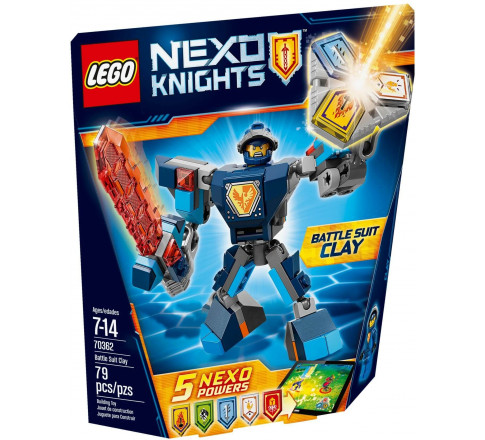 LEGO
NEXO
KNIGHTS
BATTLE SUIT
CLAY
Ages/edades
7-14
70362
Battle Suit Clay
79
pcs/pzs
Building Toy
Jouet de construction
Juguete para Construir
5 NEXO
POWERS